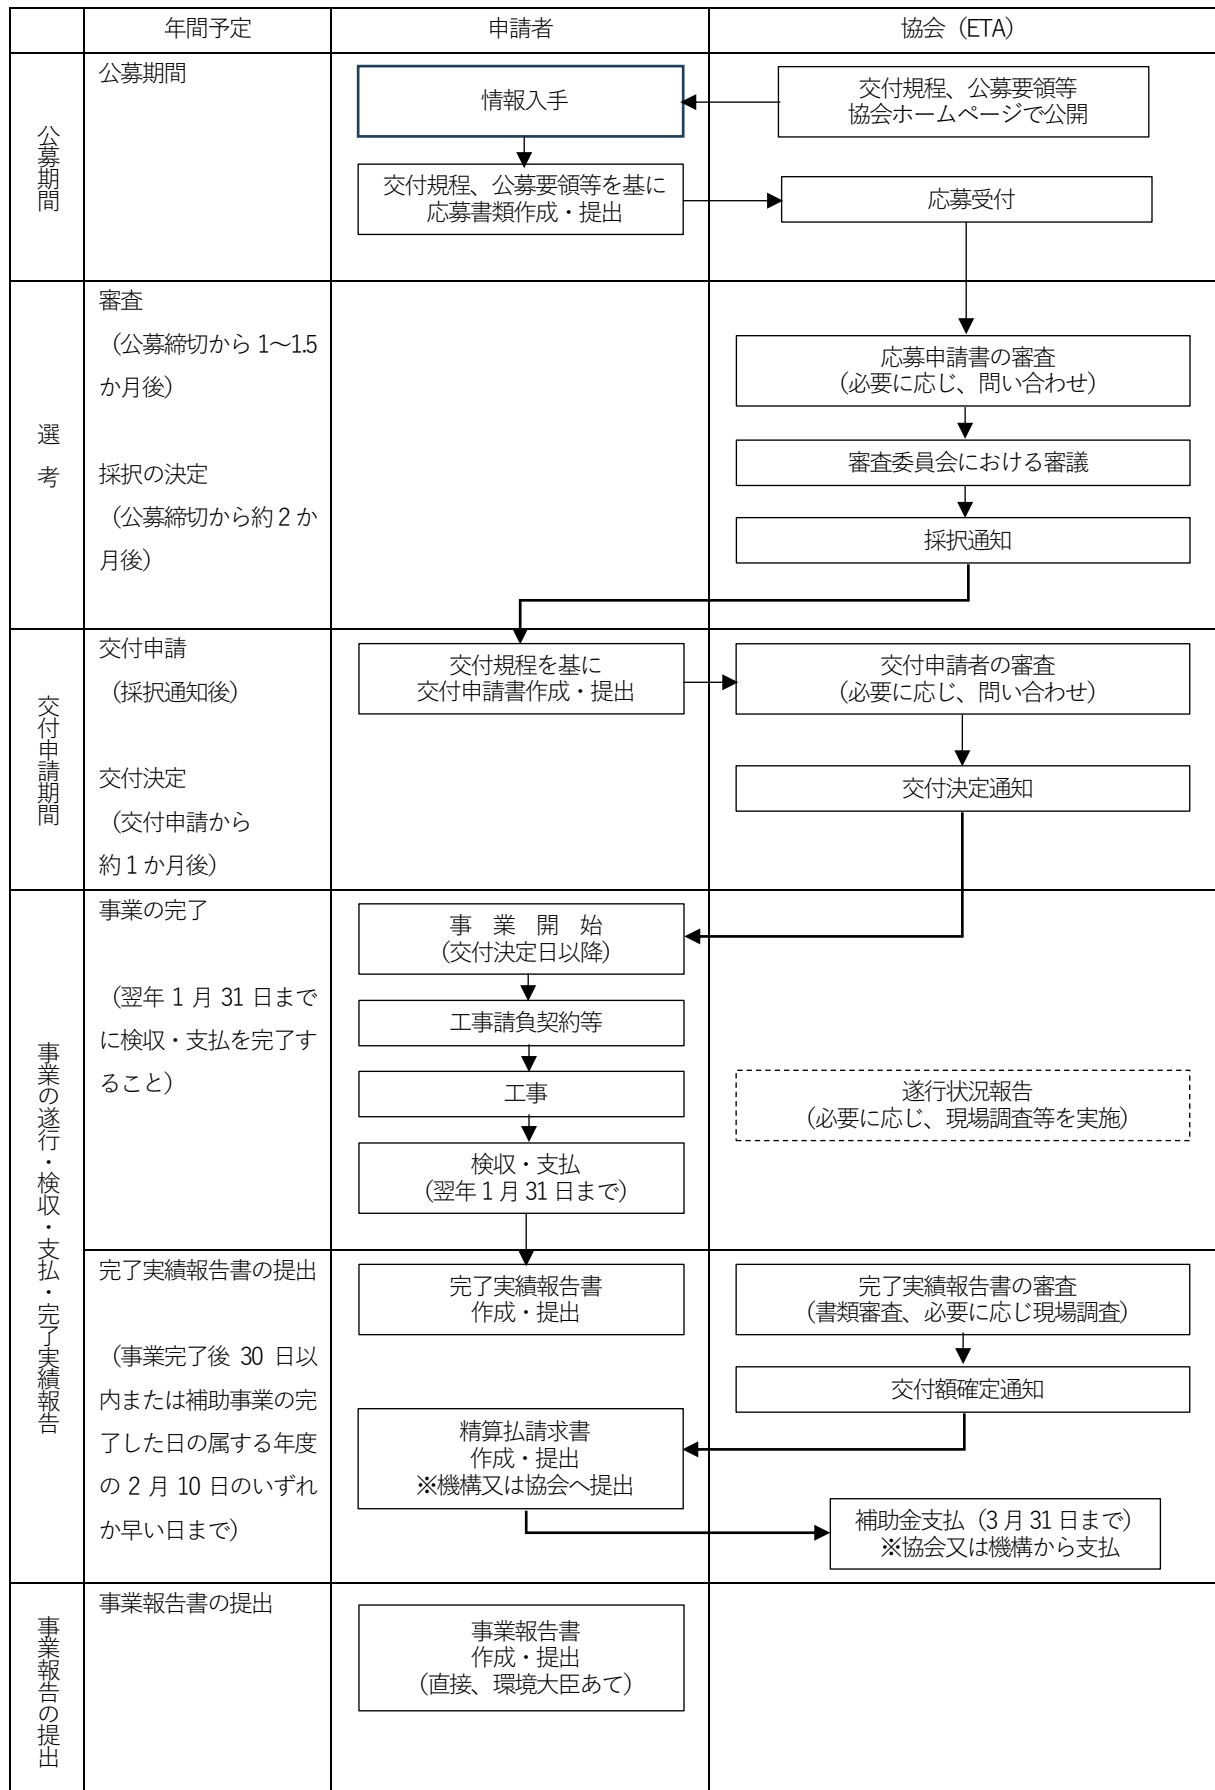 年間予定
申請者
協会（ETA）
公募期間
公募期間
情報入手
交付規程、公募要領等
協会ホームページで公開
交付規程、公募要領等を基に
応募書類作成・提出
応募受付
選考
審査
（公募締切から 1～1.5
か月後）
採択の決定
（公募締切から約 2 か
月後）
応募申請書の審査
（必要に応じ、問い合わせ）
審査委員会における審議
採択通知
交付申請期間
交付申請
（採択通知後）
交付決定
（交付申請から
約 1 か月後）
交付規程を基に
交付申請書作成・提出
交付申請者の審査
（必要に応じ、問い合わせ）
交付決定通知
事業の遂行・検収・支払・完了実績報告
事業の完了
（翌年 1 月 31 日まで
に検収・支払を完了す
ること）
事　業　開　始
（交付決定日以降）
工事請負契約等
工事
検収・支払
（翌年 1 月 31 日まで）
遂行状況報告
（必要に応じ、現場調査等を実施）
完了実績報告書の提出
（事業完了後 30 日以
内または補助事業の完
了した日の属する年度
の 2 月 10 日のいずれ
か早い日まで）
完了実績報告書
作成・提出
完了実績報告書の審査
（書類審査、必要に応じ現場調査）
交付額確定通知
精算払請求書
作成・提出
※機構又は協会へ提出
補助金支払（3 月 31 日まで）
※協会又は機構から支払
事業報告の提出
事業報告書の提出
事業報告書
作成・提出
（直接、環境大臣あて）